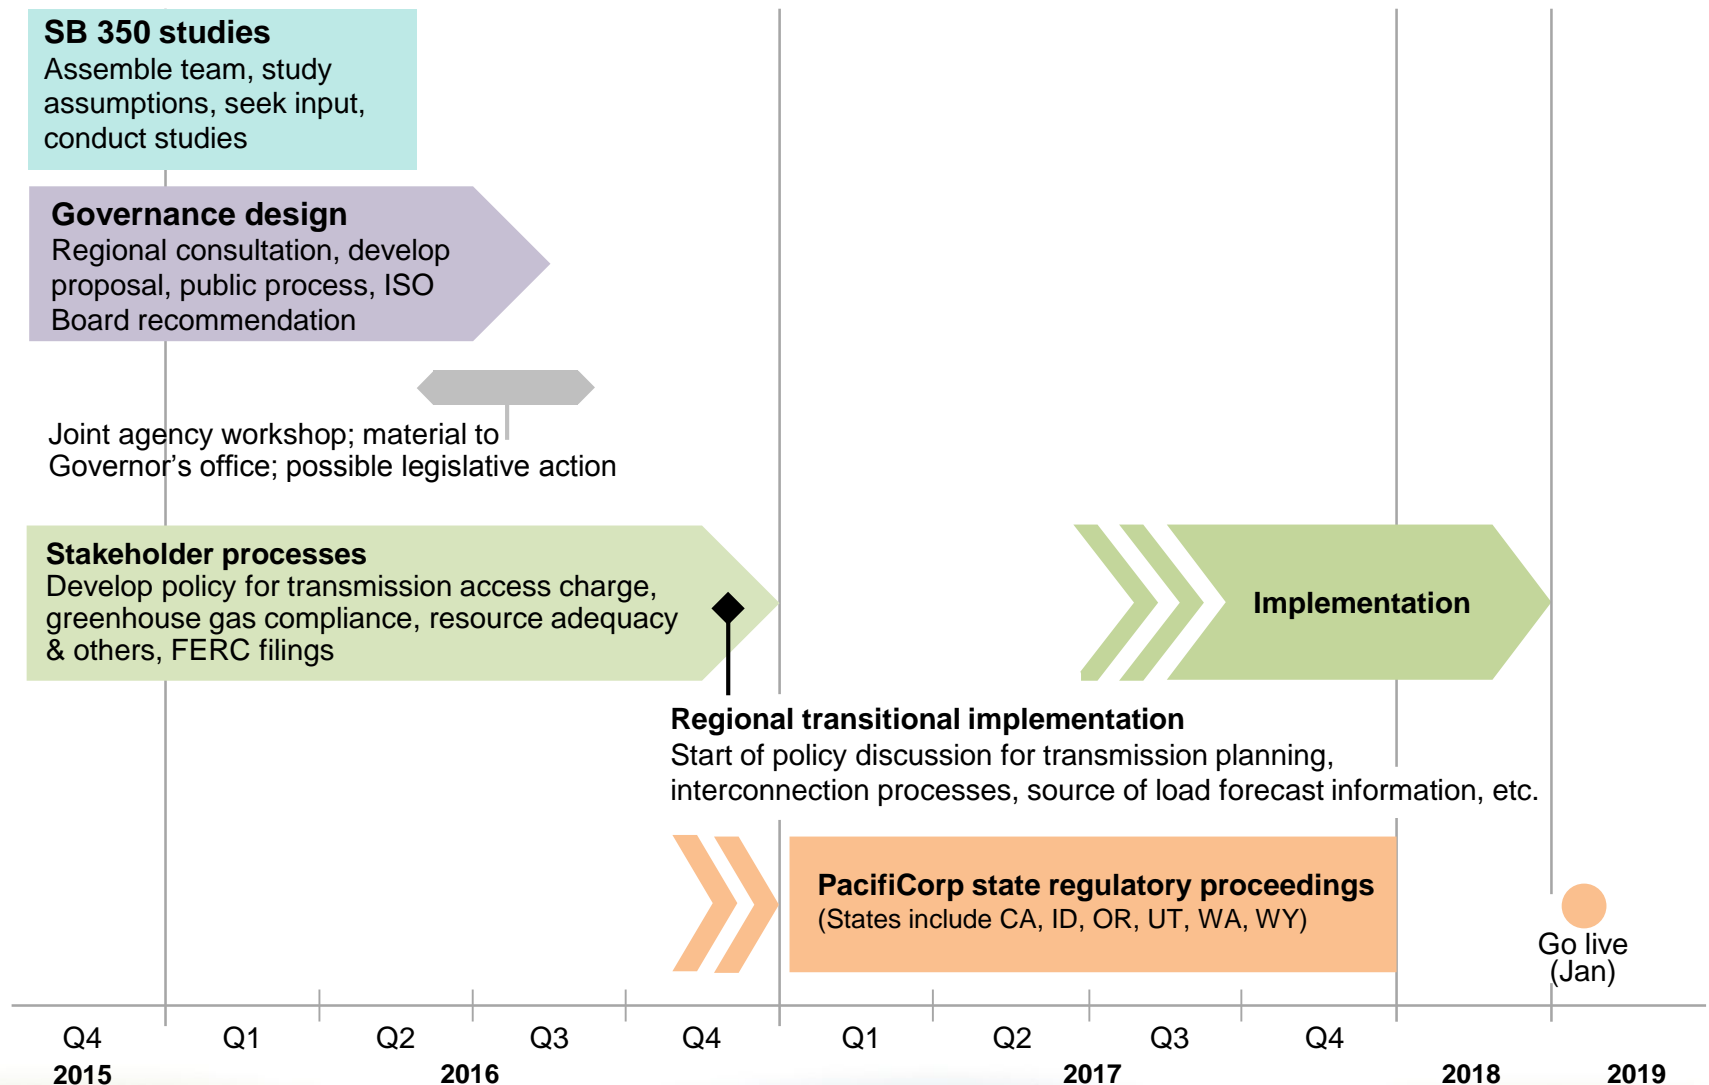 SB 350 studies
Assemble team, study
assumptions, seek input,
conduct studies
Governance design
Regional consultation, develop
proposal, public process, ISO
Board recommendation
Joint agency workshop; material to
Governor's office; possible legislative action
Stakeholder processes
Develop policy for transmission access charge,
greenhouse gas compliance, resource adequacy
& others, FERC filings
Implementation
Regional transitional implementation
Start of policy discussion for transmission planning,
interconnection processes, source of load forecast information, etc.
PacifiCorp state regulatory proceedings
(States include CA, ID, OR, UT, WA, WY)
Go live
(Jan)
Q4 Q1 Q2 Q3 Q4 Q1 Q2 Q3 Q4
2015 2016 2017 2018 2019